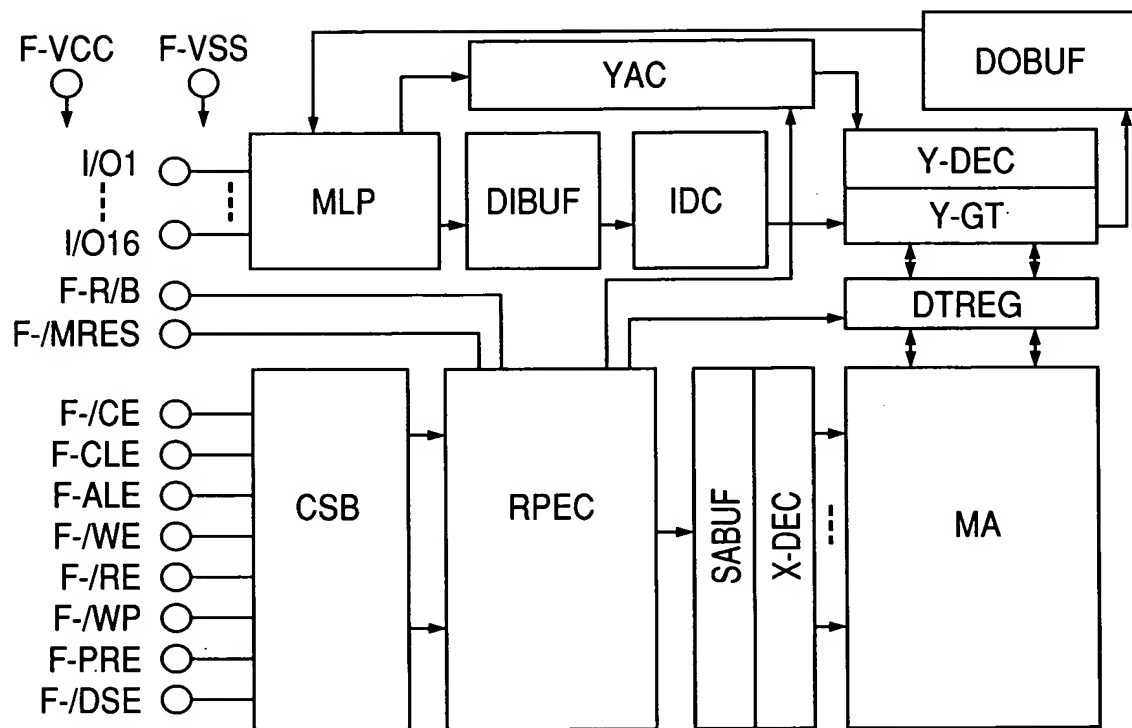 F-VCC
F-VSS
YAC
DOBUF
I/O1
I/O16
MLP
DIBUF
IDC
Y-DEC
Y-GT
F-R/B
F-/MRES
DTREG
F-/CE
F-CLE
F-ALE
F-/WE
F-/RE
F-/WP
F-PRE
F-/DSE
CSB
RPEC
SABUF
X-DEC
MA